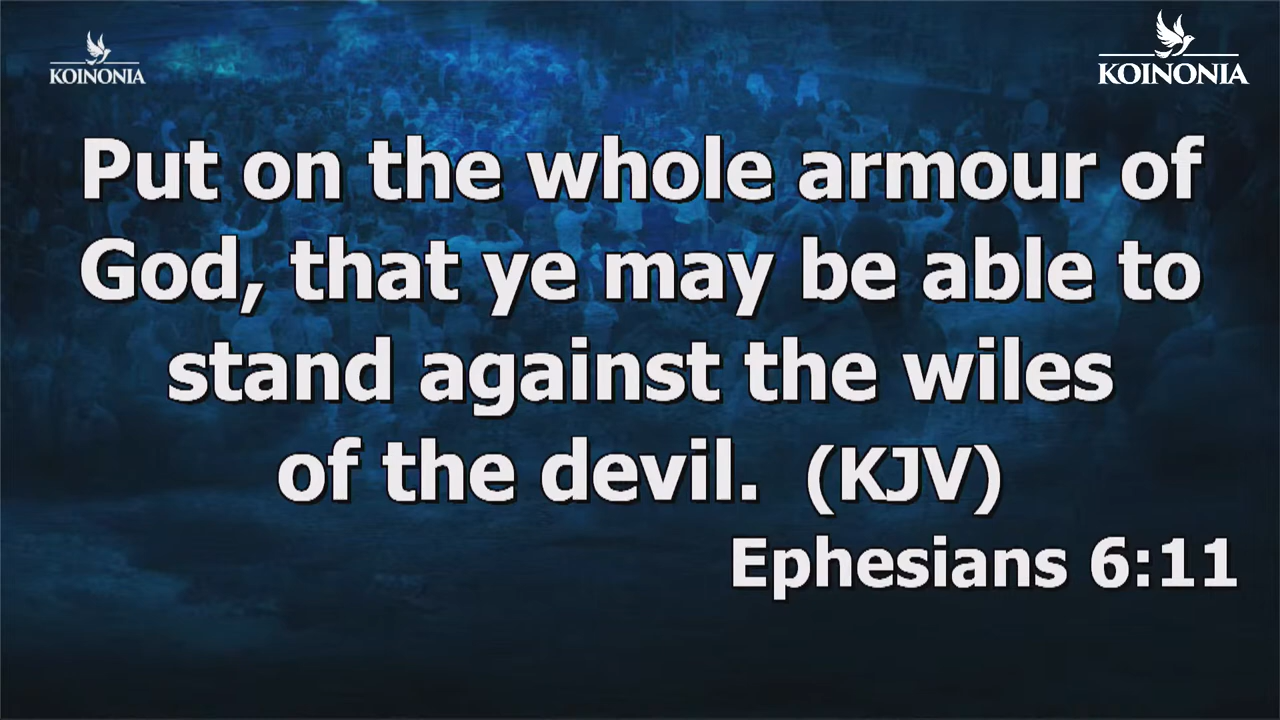 KOINONIA
KOINONIA
Put on the whole armour of
God, that ye may be able to
stand against the wiles
of the devil. (KJV)
Ephesians 6:11